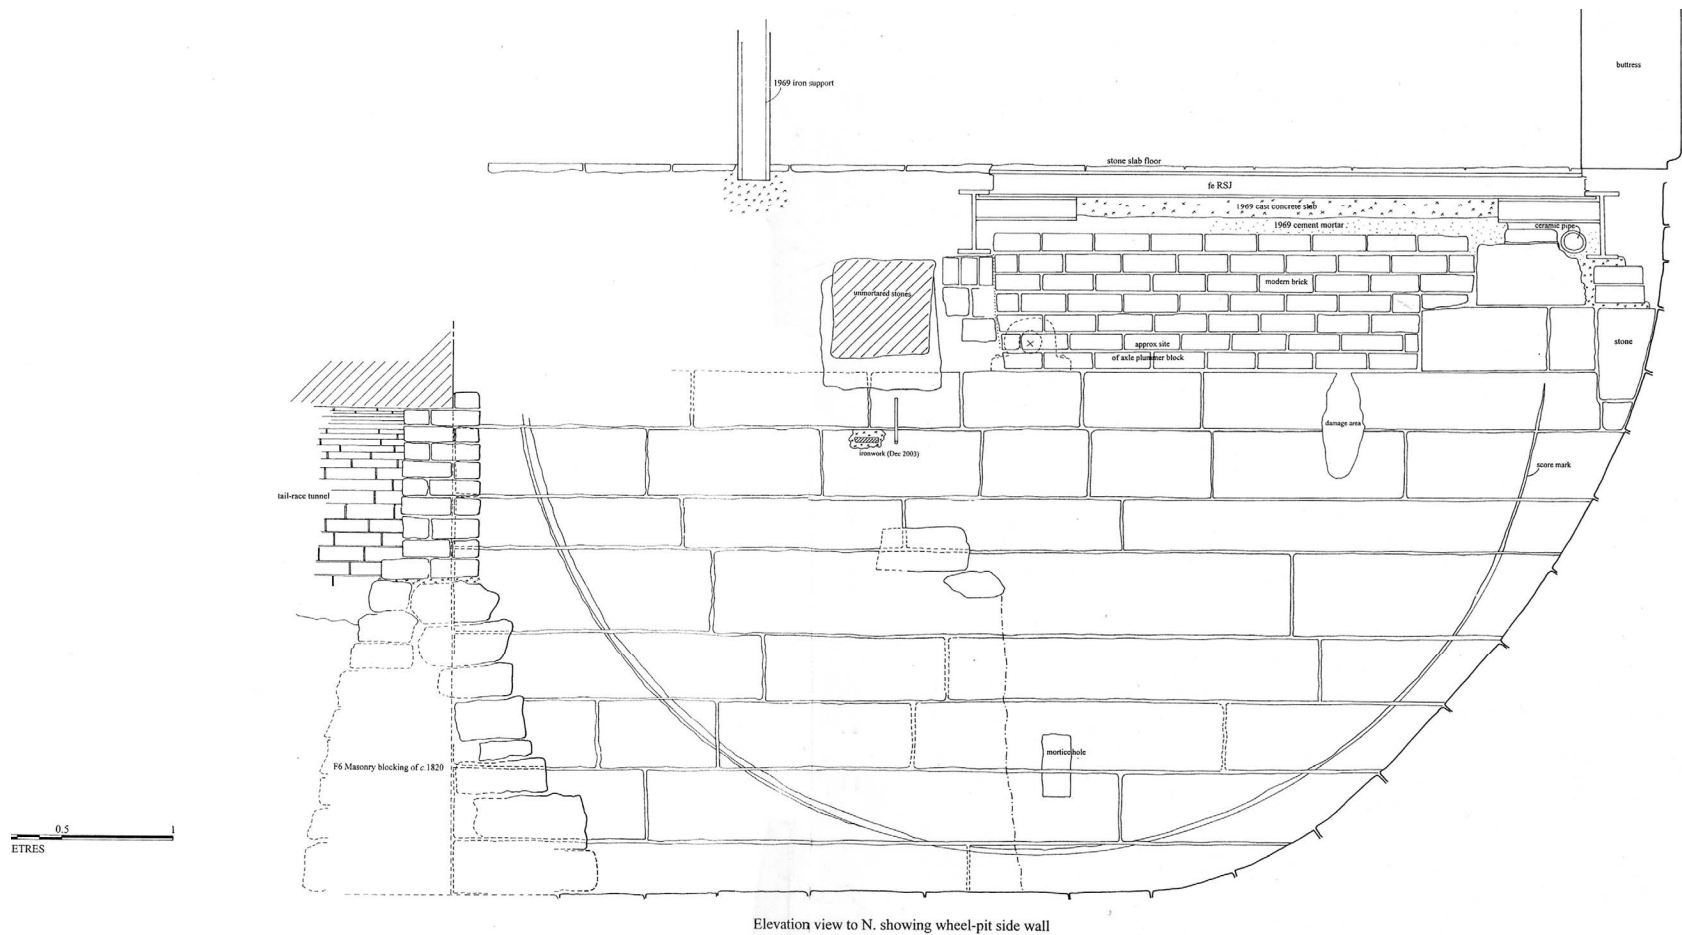 buttress
1969 iron support
stone slab floor
fe RSJ
1969 cast concrete slab
1969 cement mortar
ceramic pipe
modern brick
unmortared stones
stone
approx site
of axle plummer block
damage area
ironwork (Dec 2003)
score mark
tail-race tunnel
mortice hole
F6 Masonry blocking of c.1820
0.5 1
ETRES
Elevation view to N. showing wheel-pit side wall